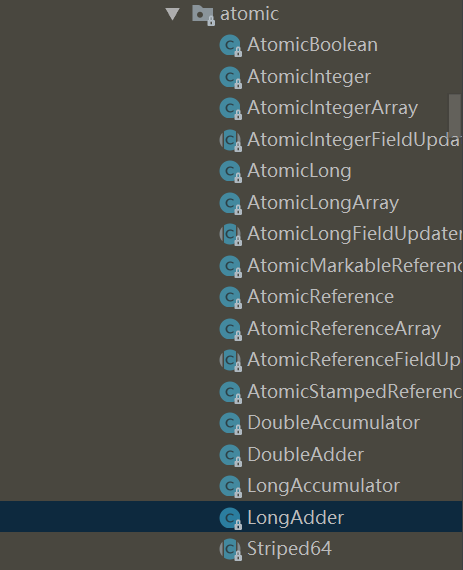 atomic
AtomicBoolean
AtomicInteger
AtomicIntegerArray
AtomicIntegerFieldUpda
AtomicLong
AtomicLongArray
AtomicLongFieldUpdater
AtomicMarkableReferenc
AtomicReference
AtomicReferenceArray
AtomicReferenceFieldUp
AtomicStampedReferenc
DoubleAccumulator
DoubleAdder
LongAccumulator
LongAdder
Striped64